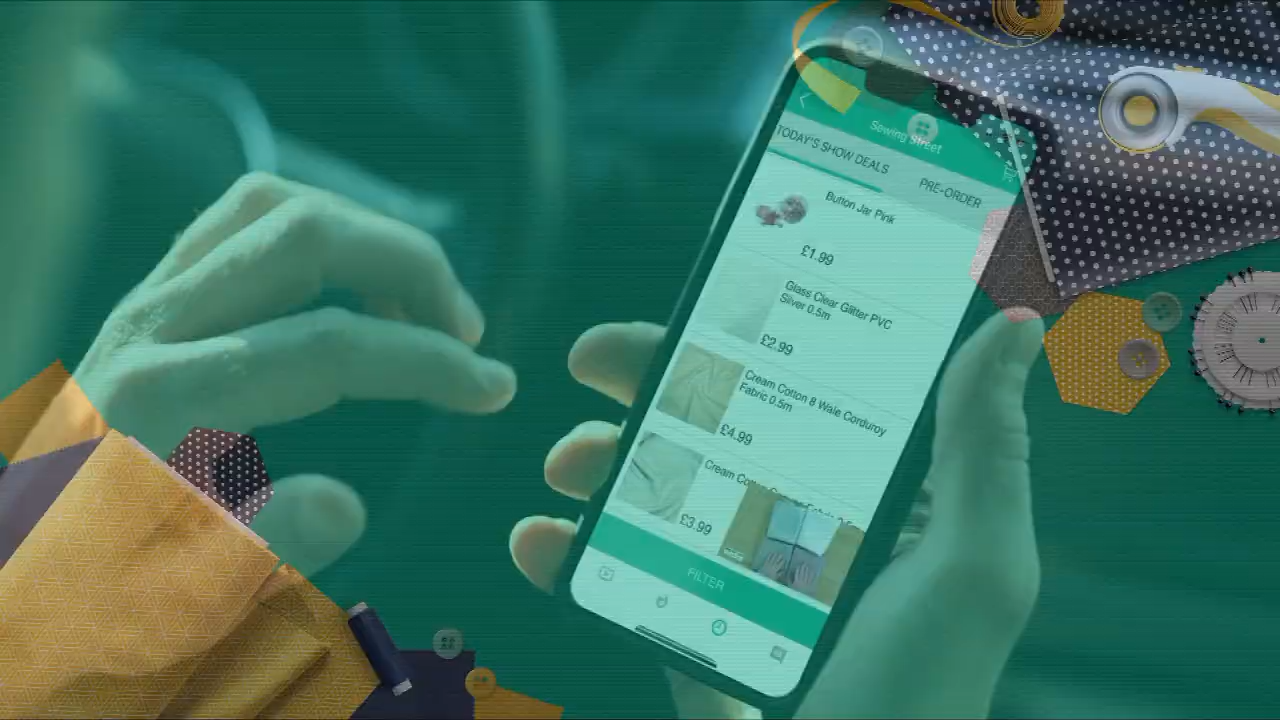 Sewing Street
TODAY'S SHOW DEALS
PRE-ORDER
Button Jar Pink
£1.99
Glass Clear Glitter PVC
Silver 0.5m
£2.99
Cream Cotton 8 Wale Corduroy
Fabric 0.5m
£4.99
Cream
£3.99
FILTER